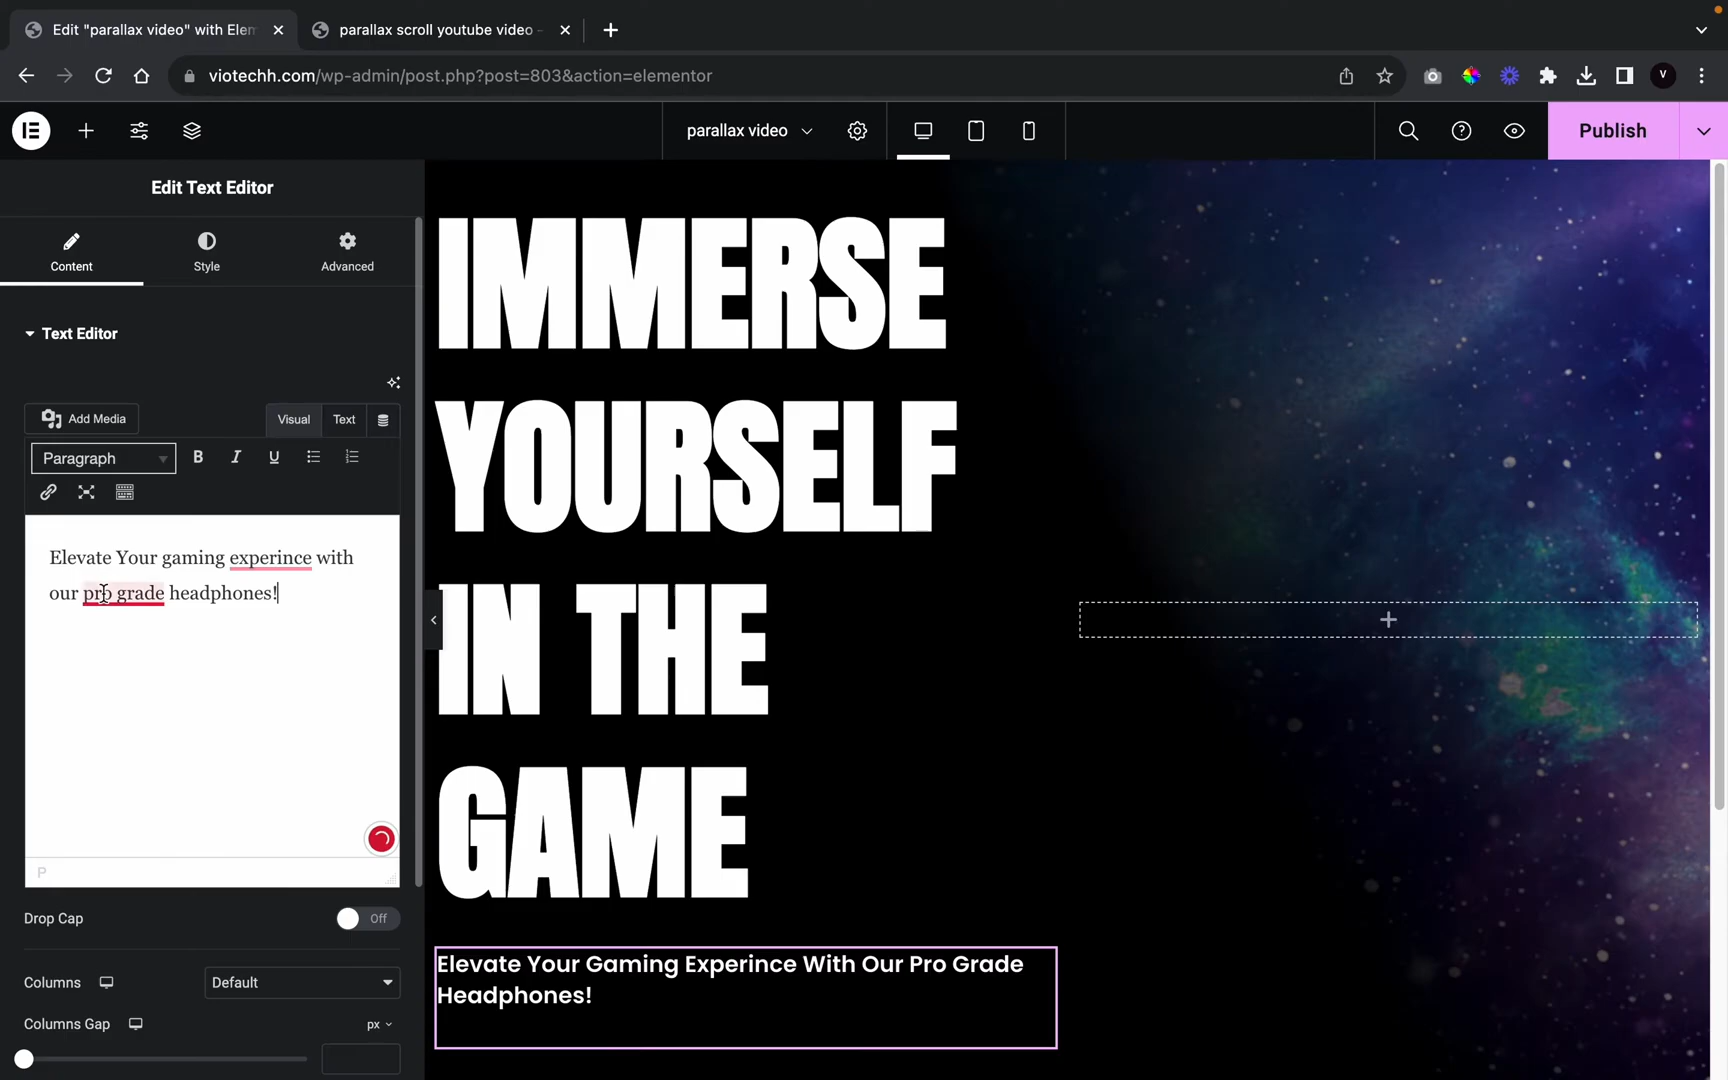 Edit "parallax video" with Elem
parallax scroll youtube video -
viotechh.com/wp-admin/post.php?post=803&action=elementor
V
parallax video
Publish
Edit Text Editor
Content
Style
Advanced
Text Editor
Add Media
Visual
Text
Paragraph
B
I
U
Elevate Your gaming experince with
our pro grade headphones!
P
Drop Cap
Off
Columns
Default
Columns Gap
px
IMMERSE
YOURSELF
IN THE
GAME
Elevate Your Gaming Experince With Our Pro Grade
Headphones!